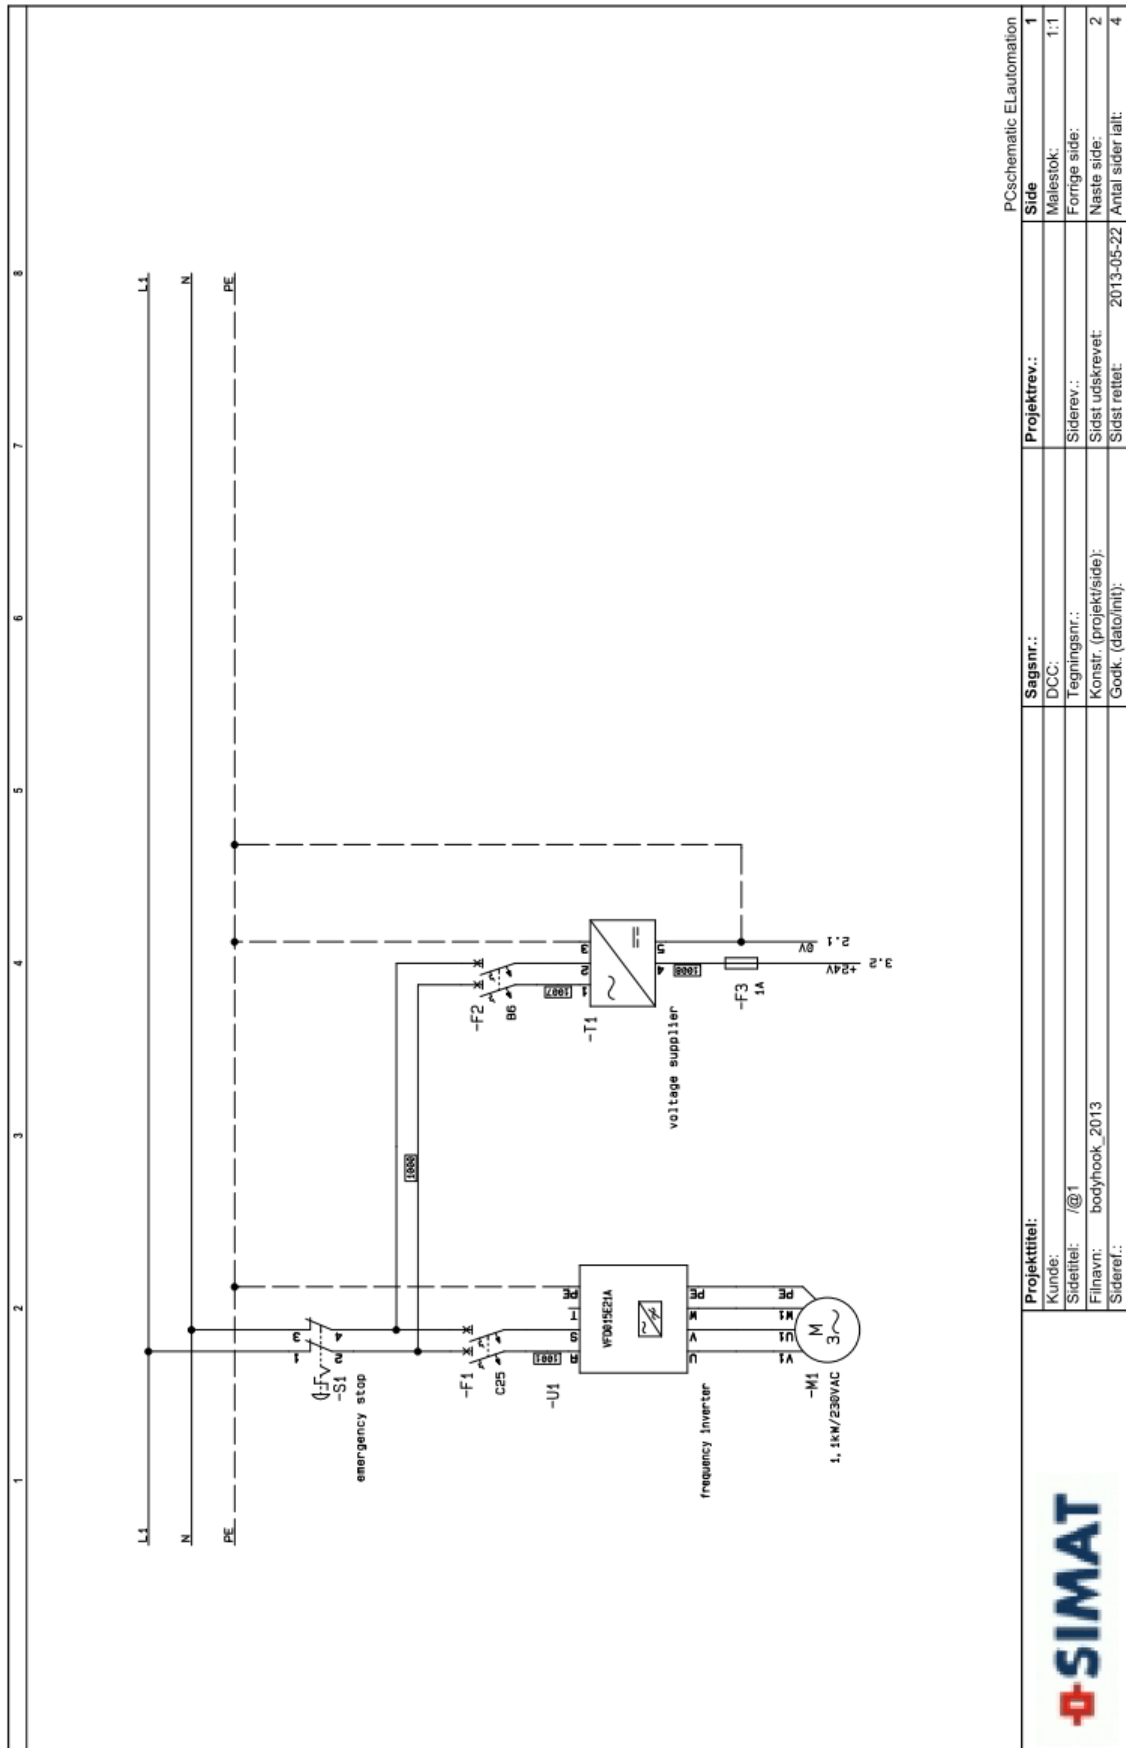 1 2 3 4 5 6 7 8
L1 L1
N N
PE PE
1 3
2 4
-S1
emergency stop
1000
-F1
C25
-F2
B6
1001
1007
-U1
R S T PE
VFD015E21A
U V W PE
frequency inverter
-T1
1 2 3
4 5
voltage supplier
1008
-F3
1A
+24V
0V
3.2
2.1
V1 U1 W1 PE
-M1
M
3~
1,1kW/230VAC
PCschematic ELautomation
SIMAT
Projekttitel: Sagsnr.: Projektrev.: Side 1
Kunde: DCC: Malestok: 1:1
Sidetitel: /@1 Tegningsnr.: Siderev.: Forrige side:
Filnavn: bodyhook_2013 Konstr. (projekt/side): Sidst udskrevet: Naste side: 2
Sideref.: Godk. (dato/init): Sidst rettet: 2013-05-22 Antal sider ialt: 4